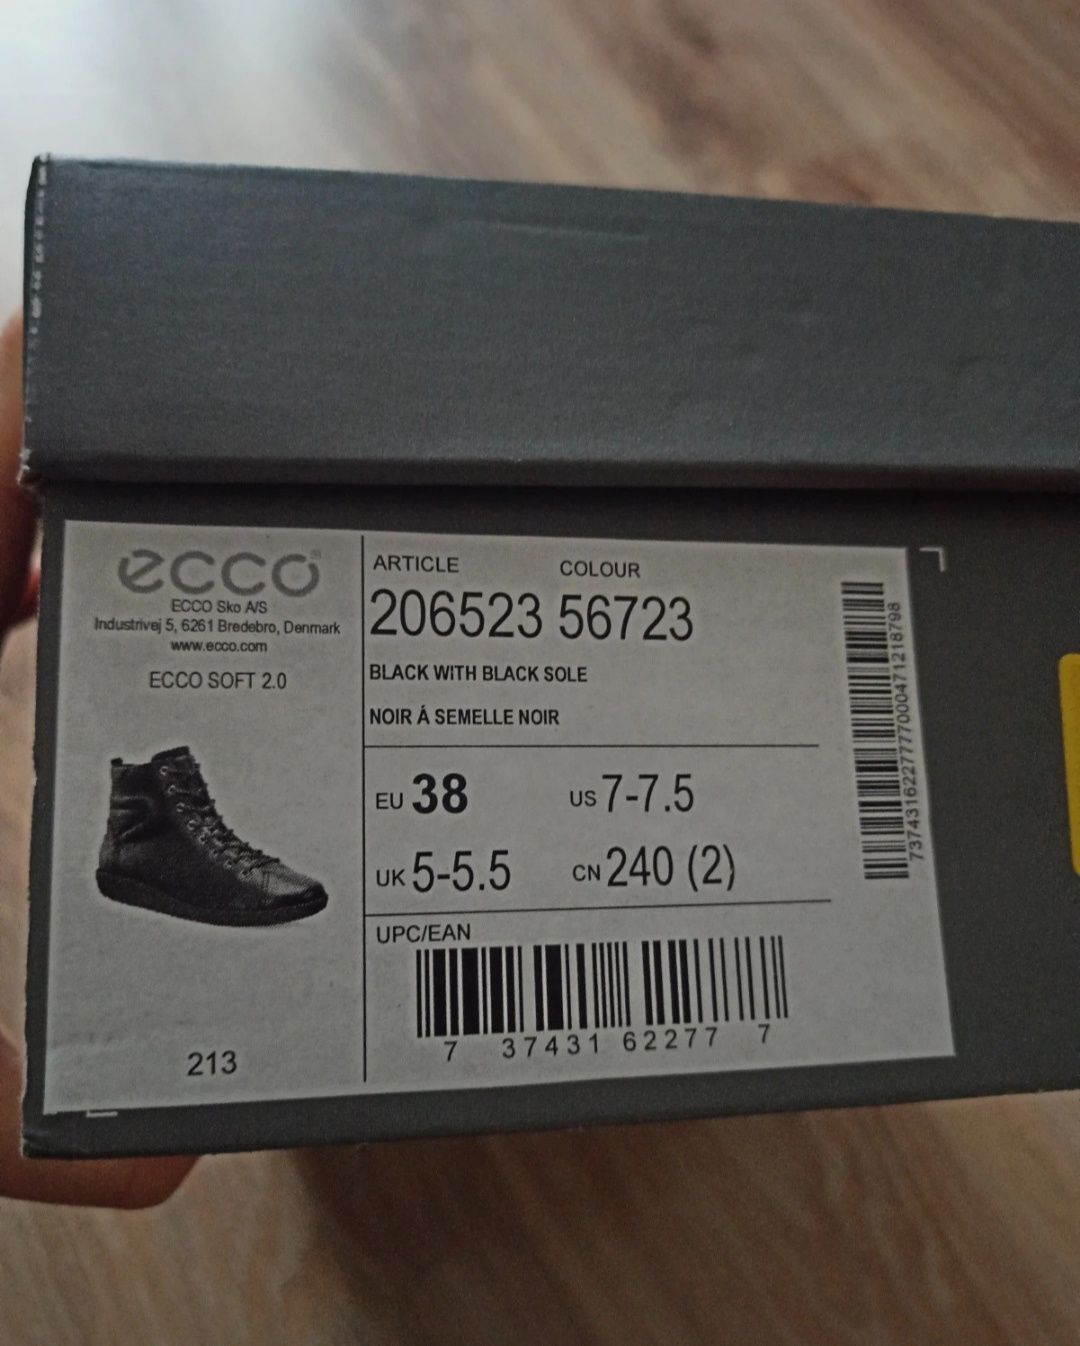 ecco
ECCO Sko A/S
Industrivej 5, 6261 Bredebro, Denmark
www.ecco.com
ECCO SOFT 2.0
213
ARTICLE COLOUR
206523 56723
BLACK WITH BLACK SOLE
NOIR Á SEMELLE NOIR
EU 38 US 7-7.5
UK 5-5.5 CN 240 (2)
UPC/EAN
7 37431 62277 7
7374316227777000471218798